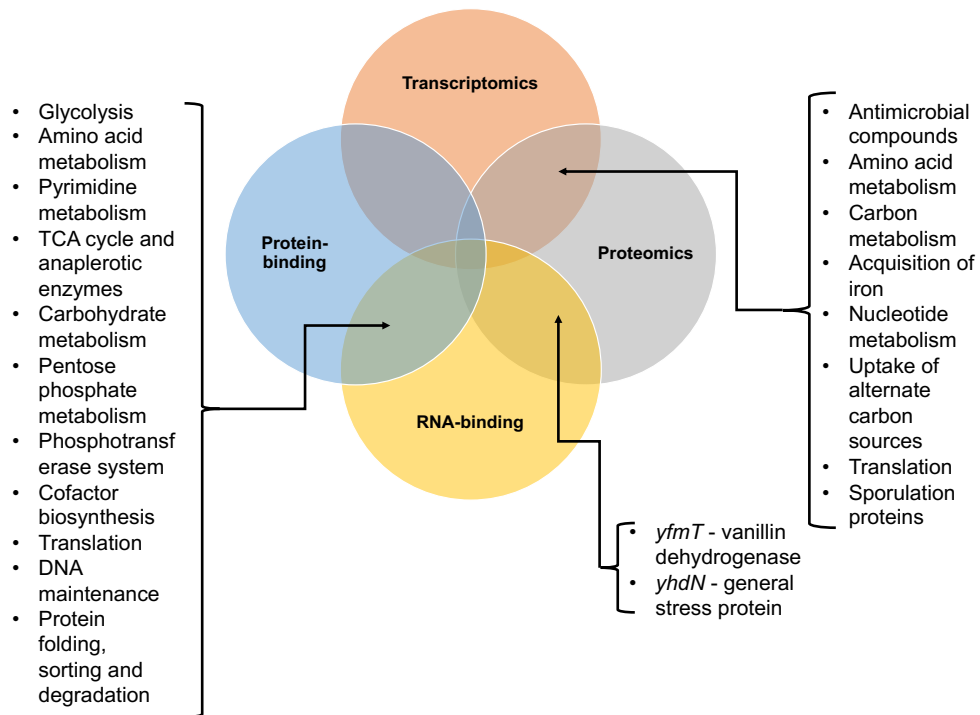 Transcriptomics
Protein-
binding
Proteomics
RNA-binding
• Glycolysis
• Amino acid
metabolism
• Pyrimidine
metabolism
• TCA cycle and
anaplerotic
enzymes
• Carbohydrate
metabolism
• Pentose
phosphate
metabolism
• Phosphotransf
erase system
• Cofactor
biosynthesis
• Translation
• DNA
maintenance
• Protein
folding,
sorting and
degradation
• Antimicrobial
compounds
• Amino acid
metabolism
• Carbon
metabolism
• Acquisition of
iron
• Nucleotide
metabolism
• Uptake of
alternate
carbon
sources
• Translation
• Sporulation
proteins
• yfmT - vanillin
dehydrogenase
• yhdN - general
stress protein